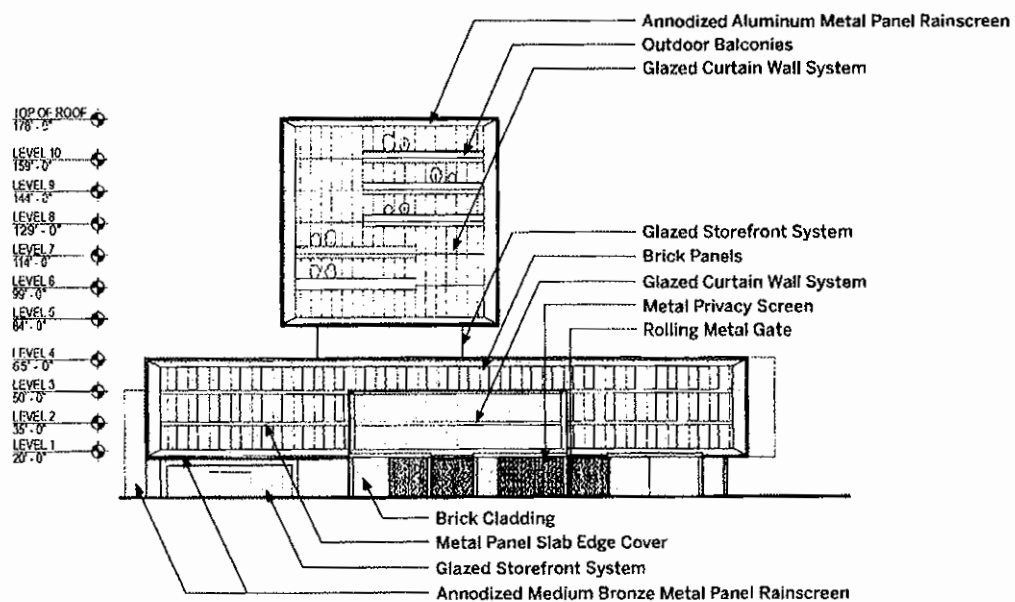 Annodized Aluminum Metal Panel Rainscreen
Outdoor Balconies
Glazed Curtain Wall System
TOP OF ROOF
176'-0"
LEVEL 10
159'-0"
LEVEL 9
144'-0"
LEVEL 8
129'-0"
LEVEL 7
114'-0"
LEVEL 6
99'-0"
LEVEL 5
84'-0"
LEVEL 4
65'-0"
LEVEL 3
50'-0"
LEVEL 2
35'-0"
LEVEL 1
20'-0"
Glazed Storefront System
Brick Panels
Glazed Curtain Wall System
Metal Privacy Screen
Rolling Metal Gate
Brick Cladding
Metal Panel Slab Edge Cover
Glazed Storefront System
Annodized Medium Bronze Metal Panel Rainscreen